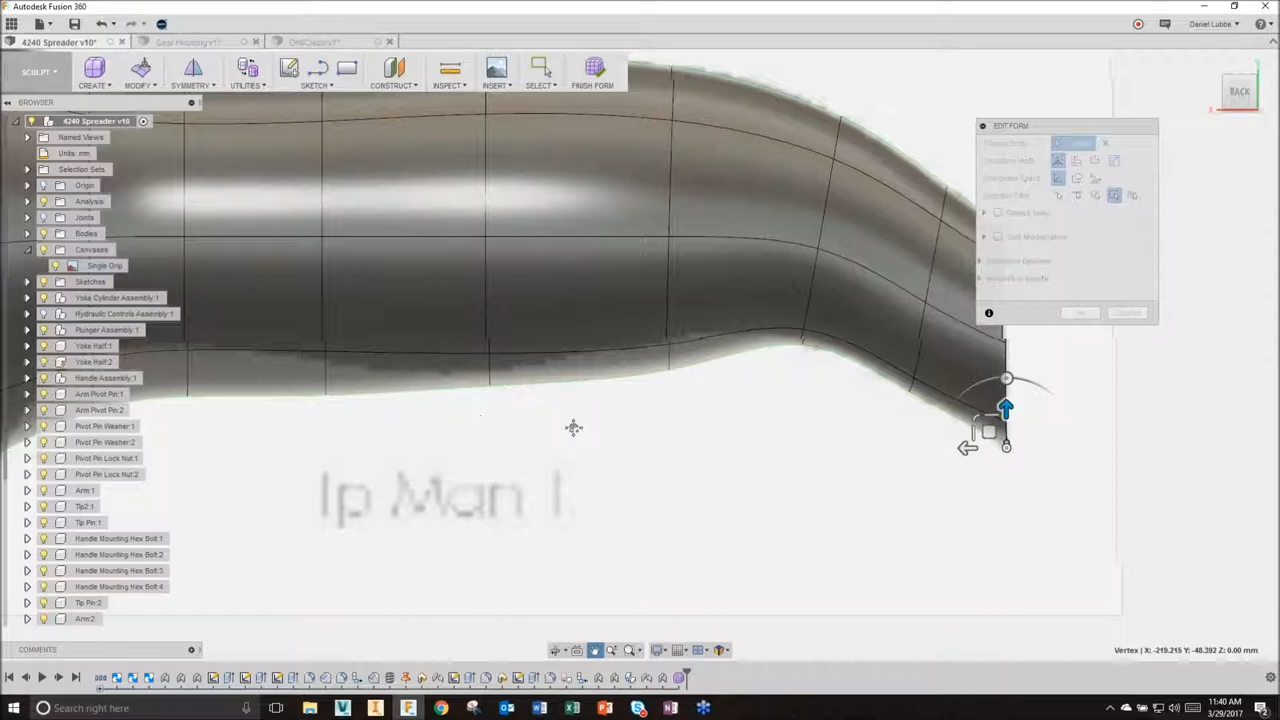 Autodesk Fusion 360
Daniel Lubbe
4240 Spreader v10*
Gear Housing v11
SCULPT
CREATE
MODIFY
SYMMETRY
UTILITIES
SKETCH
CONSTRUCT
INSPECT
INSERT
SELECT
FINISH FORM
BACK
BROWSER
4240 Spreader v10
Named Views
Units: mm
Selection Sets
Origin
Analysis
Joints
Bodies
Canvases
Single Grip
Sketches
Yoke Cylinder Assembly:1
Hydraulic Controls Assembly:1
Plunger Assembly:1
Yoke Half:1
Yoke Half:2
Handle Assembly:1
Arm Pivot Pin:1
Arm Pivot Pin:2
Pivot Pin Washer:1
Pivot Pin Washer:2
Pivot Pin Lock Nut:1
Pivot Pin Lock Nut:2
Arm:1
Tip2:1
Tip Pin:1
Handle Mounting Hex Bolt:1
Handle Mounting Hex Bolt:2
Handle Mounting Hex Bolt:3
Handle Mounting Hex Bolt:4
Tip Pin:2
Arm:2
EDIT FORM
Soft Modification
In
COMMENTS
Vertex | X: -219.215 Y: -48.392 Z: 0.00 mm
Search right here
11:40 AM
3/29/2017